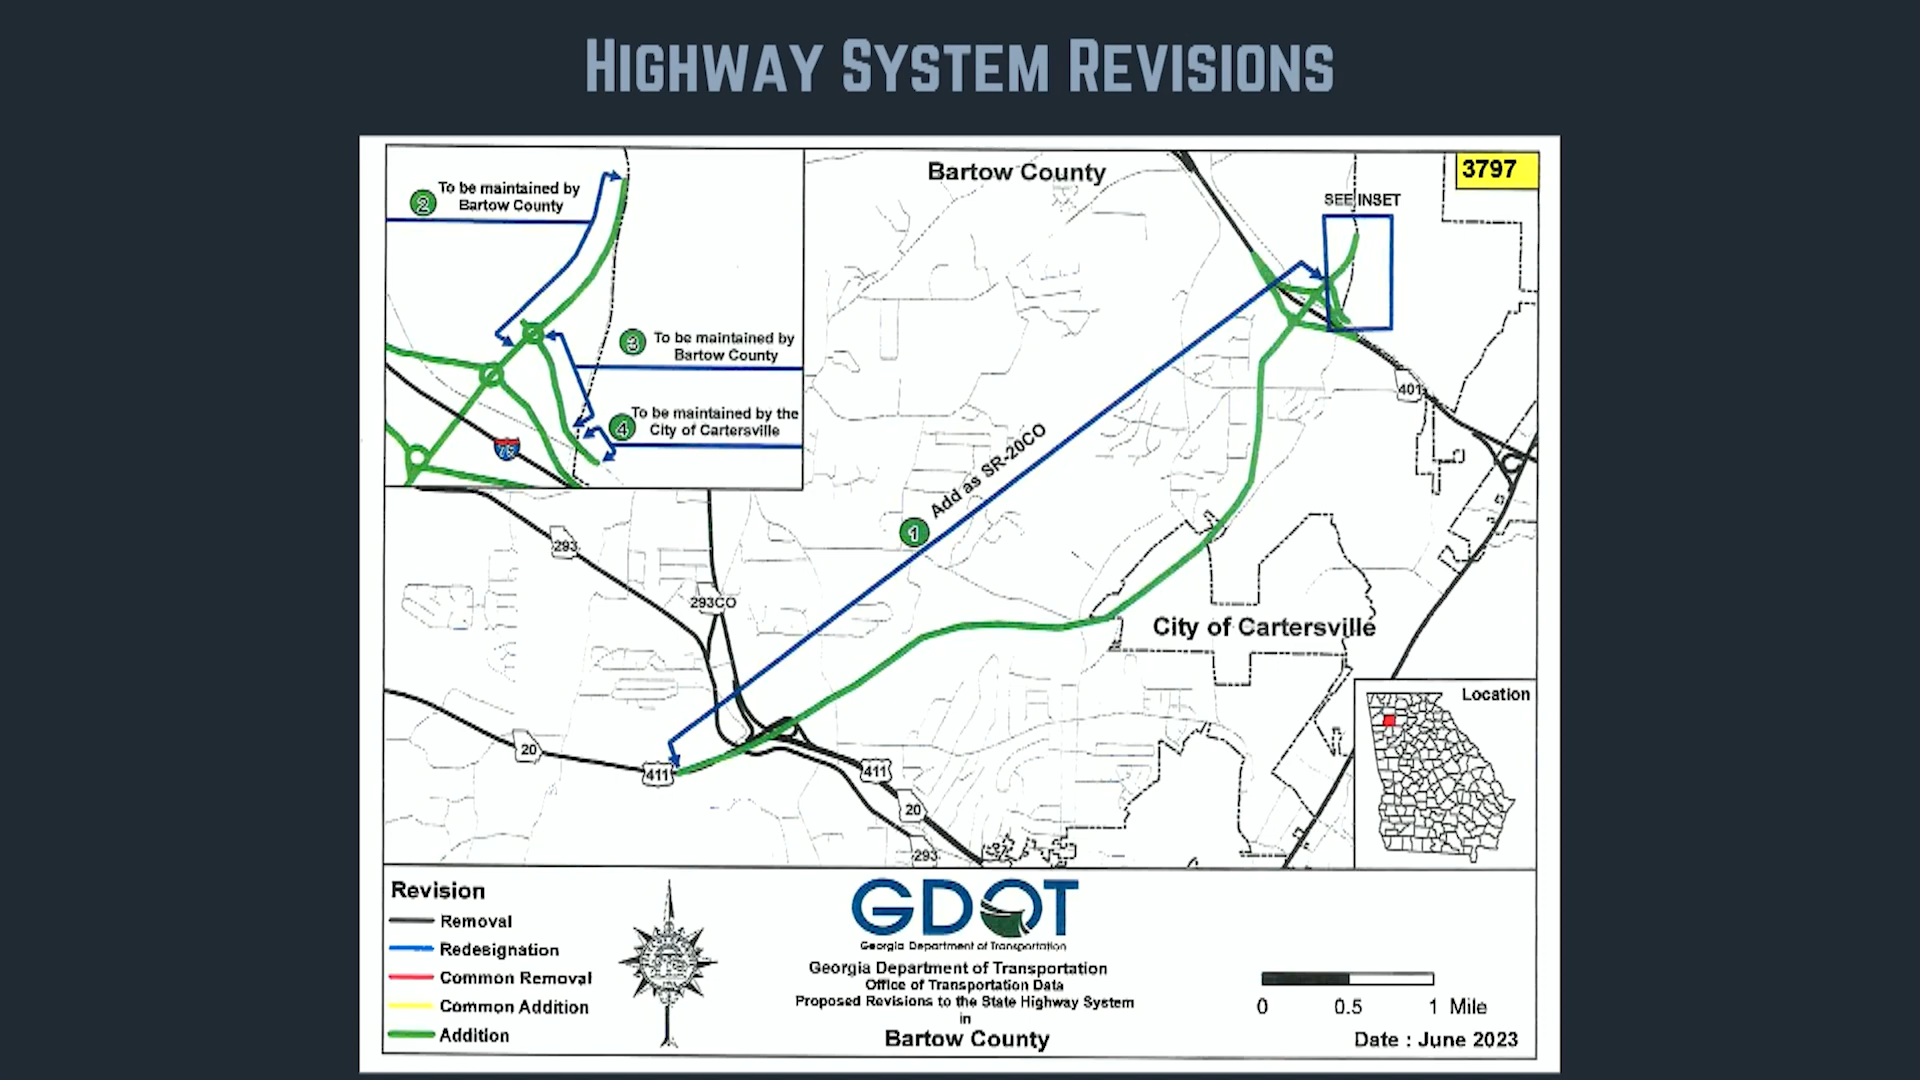 HIGHWAY SYSTEM REVISIONS
Bartow County
3797
SEE INSET
2
To be maintained by
Bartow County
3
To be maintained by
Bartow County
4
To be maintained by the
City of Cartersville
75
401
1 Add as SR-20CO
293
293CO
City of Cartersville
20
411
411
20
293
Location
Revision
Removal
Redesignation
Common Removal
Common Addition
Addition
GDOT
Georgia Department of Transportation
Georgia Department of Transportation
Office of Transportation Data
Proposed Revisions to the State Highway System
in
Bartow County
0 0.5 1 Mile
Date : June 2023